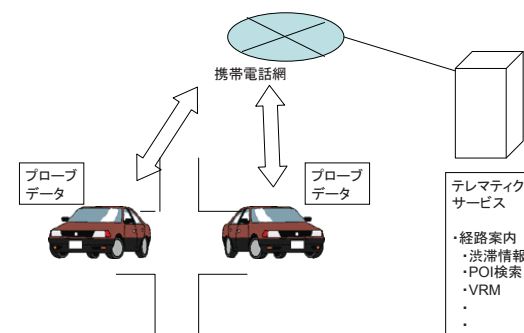 携帯電話網
プローブ
データ
プローブ
データ
テレマティク
サービス
・経路案内
・渋滞情報
・POI検索
・VRM
・
・